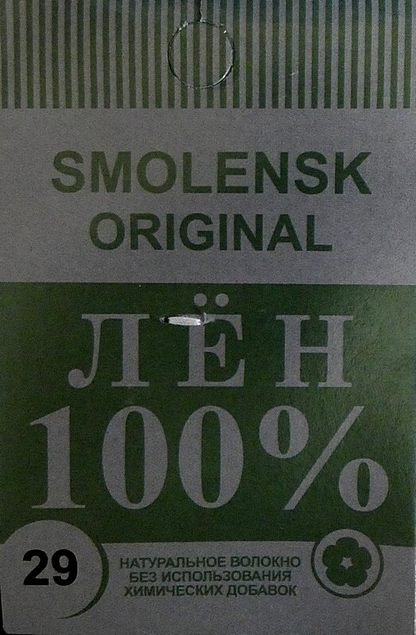 SMOLENSK
ORIGINAL
ЛЁН
100%
29
НАТУРАЛЬНОЕ ВОЛОКНО
БЕЗ ИСПОЛЬЗОВАНИЯ
ХИМИЧЕСКИХ ДОБАВОК